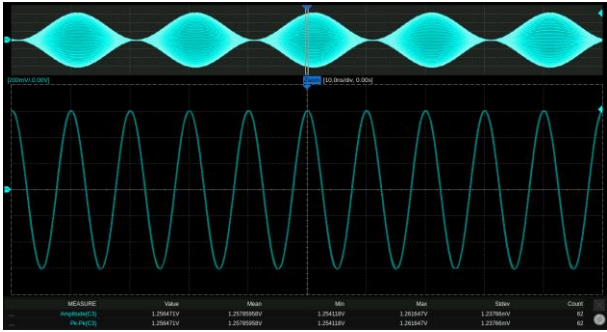 [200mV/,0.00V]
Zoom [10.0ns/div, 0.00s]
MEASURE Value Mean Min Max Stdev Count
Amplitude(C3) 1.256471V 1.25785958V 1.254118V 1.261647V 1.23766mV 62
Pk-Pk(C3) 1.256471V 1.25785958V 1.254118V 1.261647V 1.23766mV 62